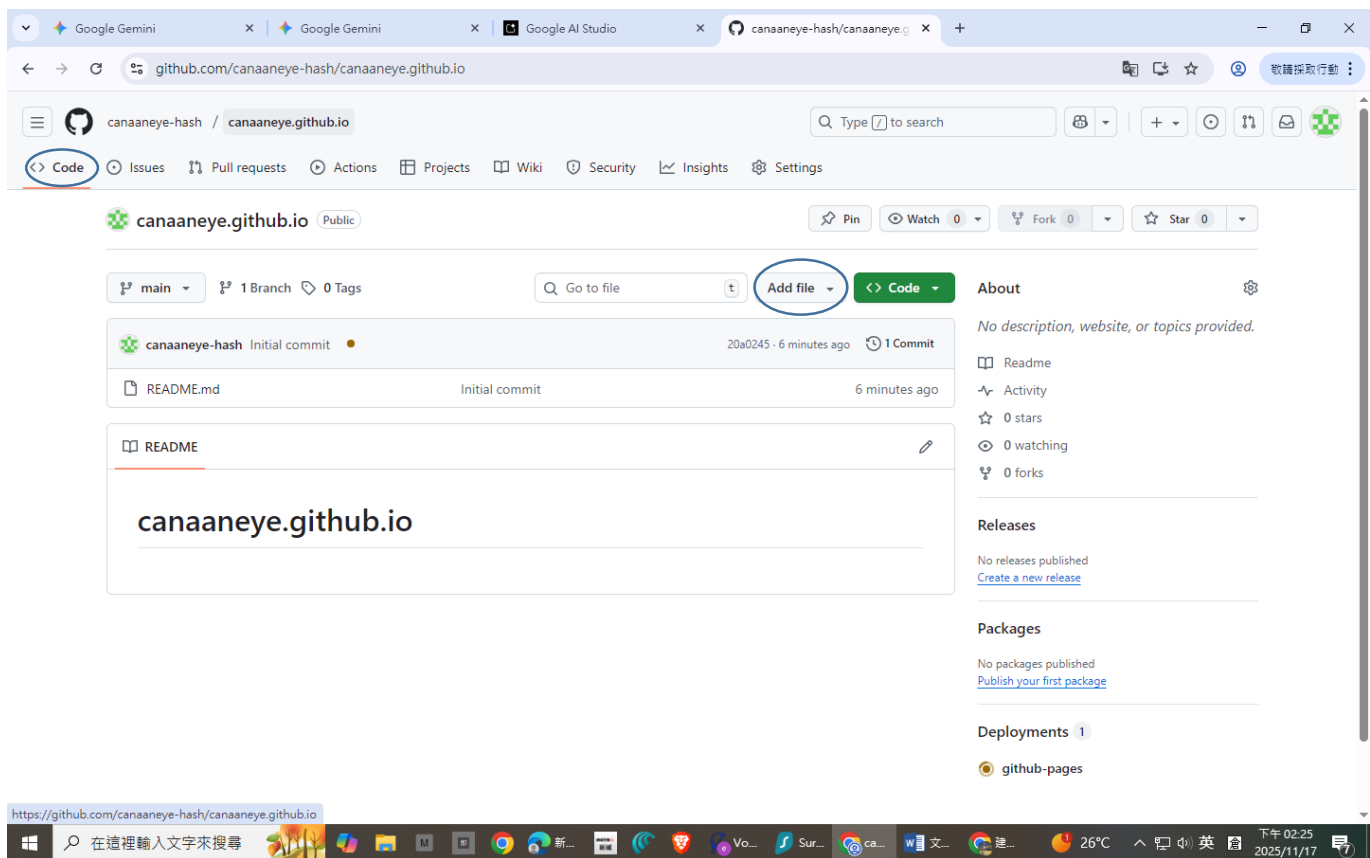 Google Gemini
Google Gemini
Google AI Studio
canaaneye-hash/canaaneye.g
github.com/canaaneye-hash/canaaneye.github.io
敬請採取行動
canaaneye-hash / canaaneye.github.io
Type / to search
Code
Issues
Pull requests
Actions
Projects
Wiki
Security
Insights
Settings
canaaneye.github.io Public
Pin
Watch 0
Fork 0
Star 0
main
1 Branch
0 Tags
Go to file
t
Add file
Code
canaaneye-hash Initial commit
20a0245 · 6 minutes ago
1 Commit
README.md
Initial commit
6 minutes ago
README
canaaneye.github.io
About
No description, website, or topics provided.
Readme
Activity
0 stars
0 watching
0 forks
Releases
No releases published
Create a new release
Packages
No packages published
Publish your first package
Deployments 1
github-pages
https://github.com/canaaneye-hash/canaaneye.github.io
在這裡輸入文字來搜尋
新...
Vo...
Sur...
ca...
文...
建...
26°C
英
下午 02:25
2025/11/17
7